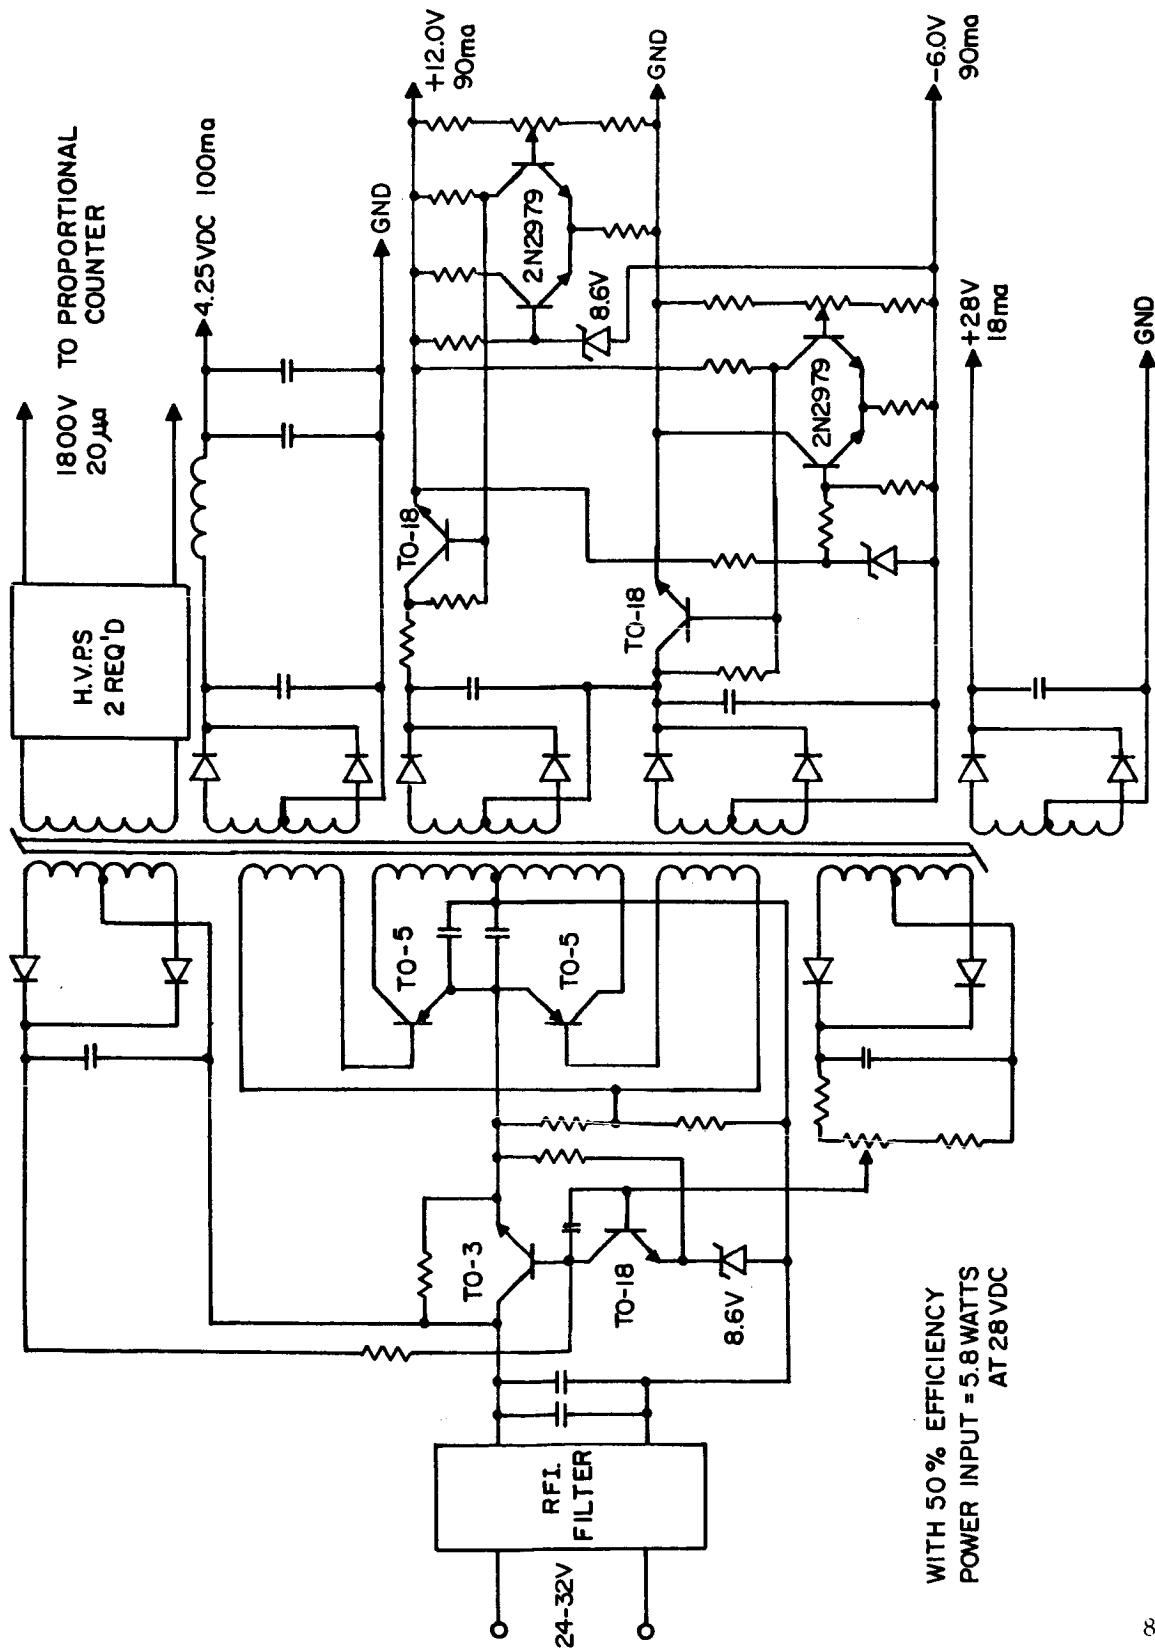 1800V TO PROPORTIONAL
20μa COUNTER
H.V.P.S
2 REQ'D
4.25VDC 100ma
GND
+12.0V
90ma
TO-18
2N2979
8.6V
GND
TO-18
2N2979
-6.0V
90ma
+28V
18ma
GND
TO-5
TO-5
TO-3
TO-18
8.6V
R.F.I.
FILTER
24-32V
WITH 50% EFFICIENCY
POWER INPUT = 5.8 WATTS
AT 28VDC
8